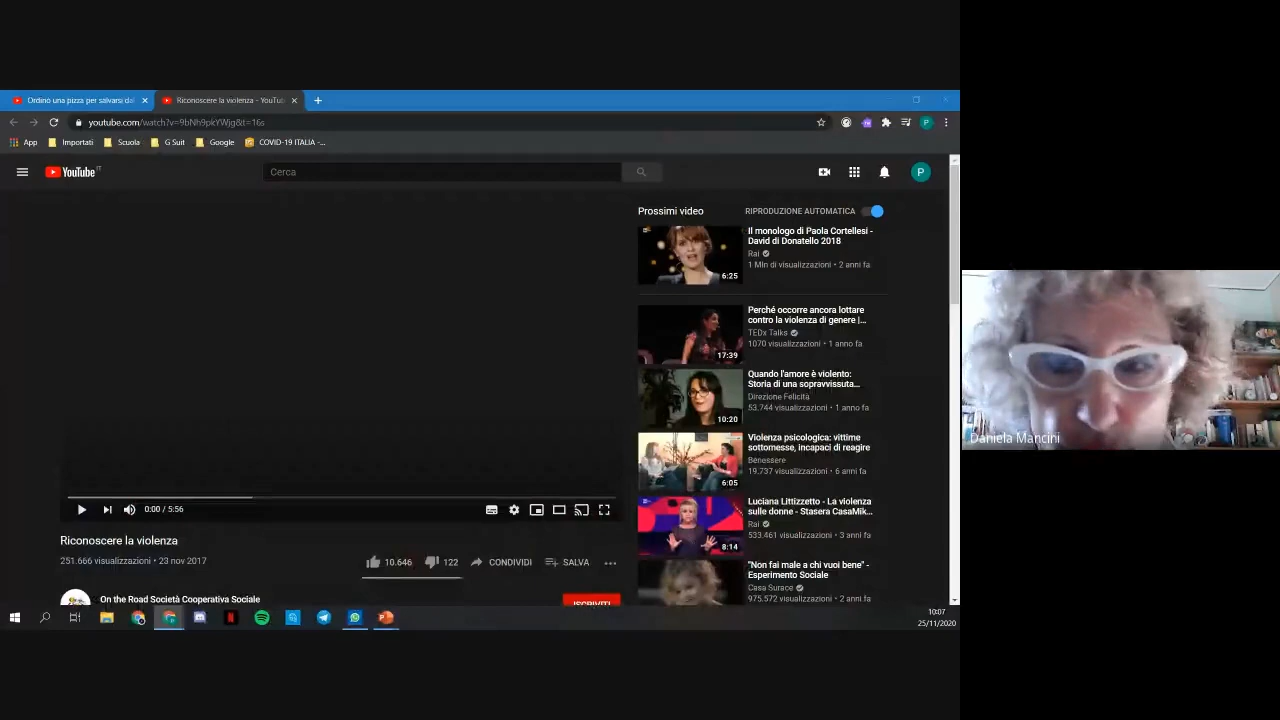 Ordinò una pizza per salvarsi dal
Riconoscere la violenza - YouTube
youtube.com/watch?v=9bNh9pkYWjg&t=16s
App
Importati
Scuola
G Suit
Google
COVID-19 ITALIA -...
YouTube IT
Cerca
P
Prossimi video
RIPRODUZIONE AUTOMATICA
Il monologo di Paola Cortellesi -
David di Donatello 2018
Rai
1 Mln di visualizzazioni • 2 anni fa
6:25
Perché occorre ancora lottare
contro la violenza di genere |...
TEDx Talks
1070 visualizzazioni • 1 anno fa
17:39
Quando l'amore è violento:
Storia di una sopravvissuta...
Direzione Felicità
53.744 visualizzazioni • 1 anno fa
10:20
Violenza psicologica: vittime
sottomesse, incapaci di reagire
Benessere
19.737 visualizzazioni • 6 anni fa
6:05
Luciana Littizzetto - La violenza
sulle donne - Stasera CasaMik...
Rai
533.461 visualizzazioni • 3 anni fa
8:14
"Non fai male a chi vuoi bene" -
Esperimento Sociale
Casa Surace
975.572 visualizzazioni • 2 anni fa
0:00 / 5:56
Riconoscere la violenza
251.666 visualizzazioni • 23 nov 2017
10.646
122
CONDIVIDI
SALVA
On the Road Società Cooperativa Sociale
ISCRIVITI
10:07
25/11/2020
Daniela Mancini